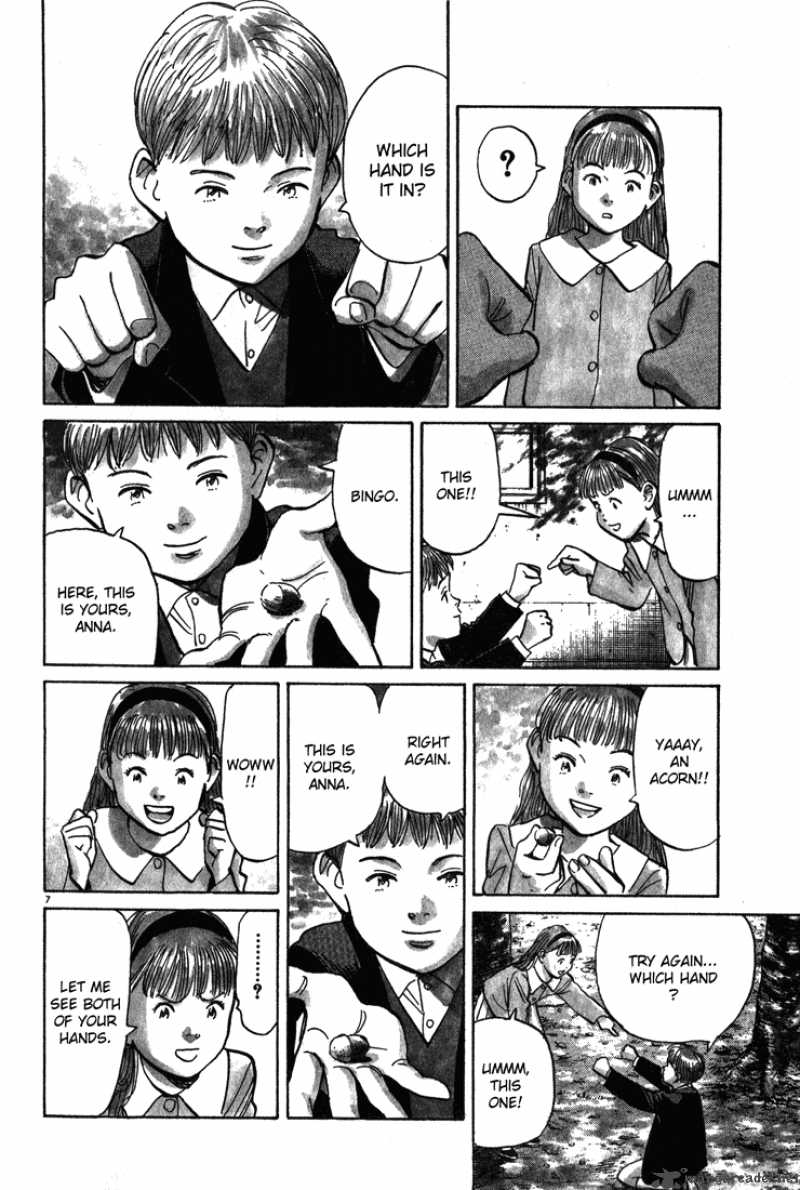 ?
WHICH
HAND IS
IT IN?
UMMM
...
THIS
ONE!!
BINGO.
HERE, THIS
IS YOURS,
ANNA.
YAAAY,
AN
ACORN!!
TRY AGAIN...
WHICH HAND
?
UMMM,
THIS
ONE!
RIGHT
AGAIN.
THIS IS
YOURS,
ANNA.
WOWW
!!
7
.........?
LET ME
SEE BOTH
OF YOUR
HANDS.